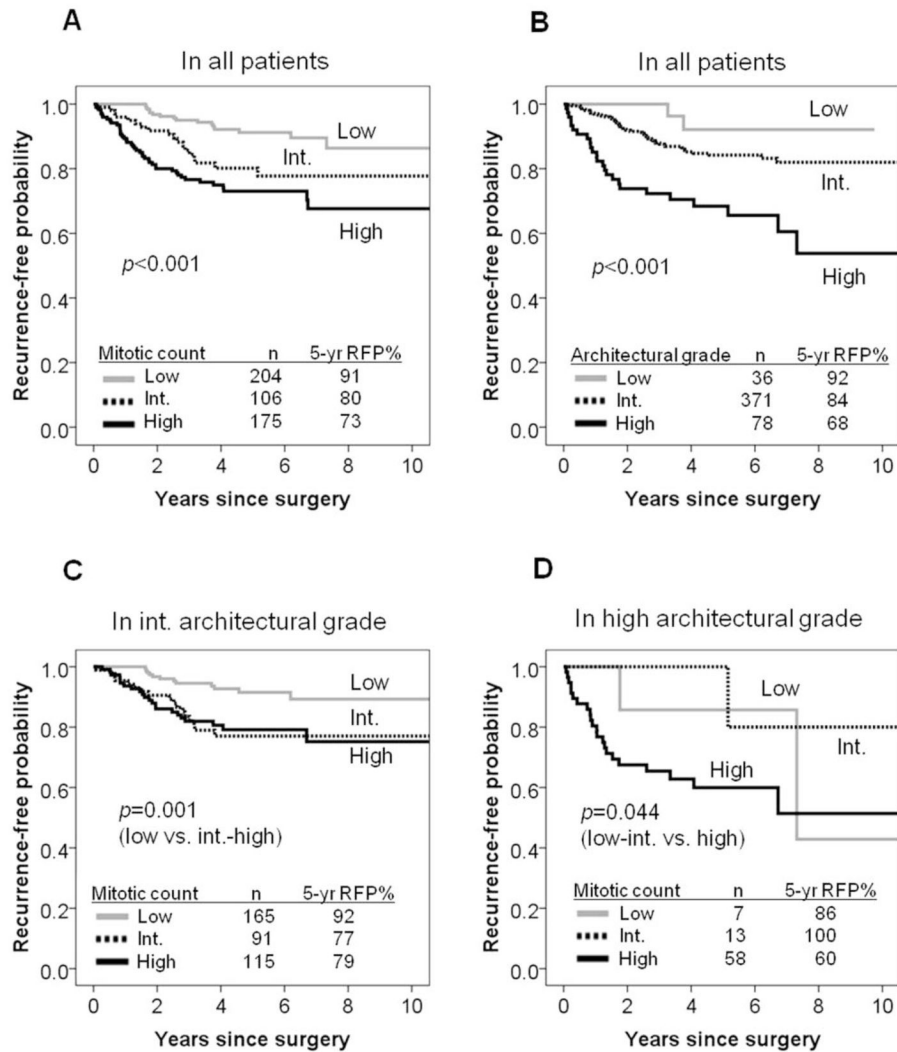 A
In all patients
Recurrence-free probability
1.0
0.8
0.6
0.4
0.2
0.0
Low
Int.
High
p<0.001
Mitotic count n 5-yr RFP%
Low 204 91
Int. 106 80
High 175 73
0 2 4 6 8 10
Years since surgery
B
In all patients
Recurrence-free probability
1.0
0.8
0.6
0.4
0.2
0.0
Low
Int.
High
p<0.001
Architectural grade n 5-yr RFP%
Low 36 92
Int. 371 84
High 78 68
0 2 4 6 8 10
Years since surgery
C
In int. architectural grade
Recurrence-free probability
1.0
0.8
0.6
0.4
0.2
0.0
Low
Int.
High
p=0.001
(low vs. int.-high)
Mitotic count n 5-yr RFP%
Low 165 92
Int. 91 77
High 115 79
0 2 4 6 8 10
Years since surgery
D
In high architectural grade
Recurrence-free probability
1.0
0.8
0.6
0.4
0.2
0.0
Low
Int.
High
p=0.044
(low-int. vs. high)
Mitotic count n 5-yr RFP%
Low 7 86
Int. 13 100
High 58 60
0 2 4 6 8 10
Years since surgery